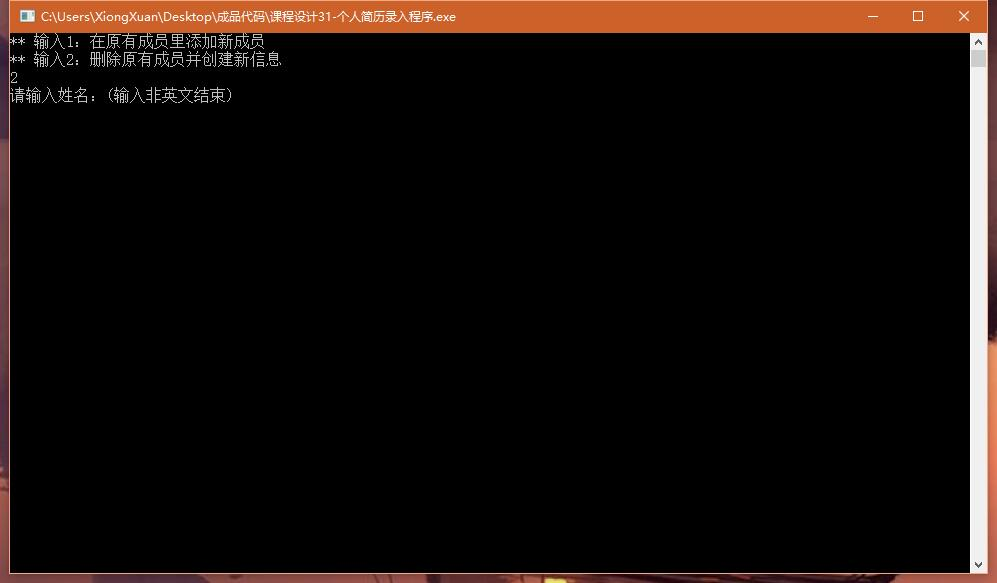 C:\Users\XiongXuan\Desktop\成品代码\课程设计31-个人简历录入程序.exe
** 输入1：在原有成员里添加新成员
** 输入2：删除原有成员并创建新信息
2
请输入姓名：(输入非英文结束)